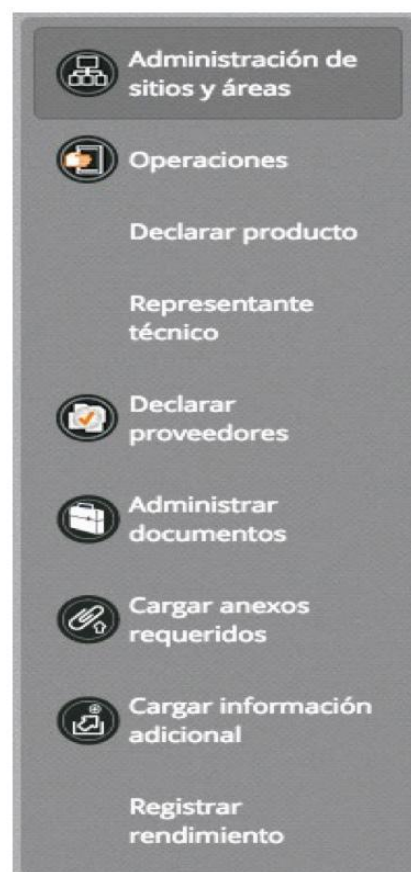 Administración de
sitios y áreas
Operaciones
Declarar producto
Representante
técnico
Declarar
proveedores
Administrar
documentos
Cargar anexos
requeridos
Cargar información
adicional
Registrar
rendimiento